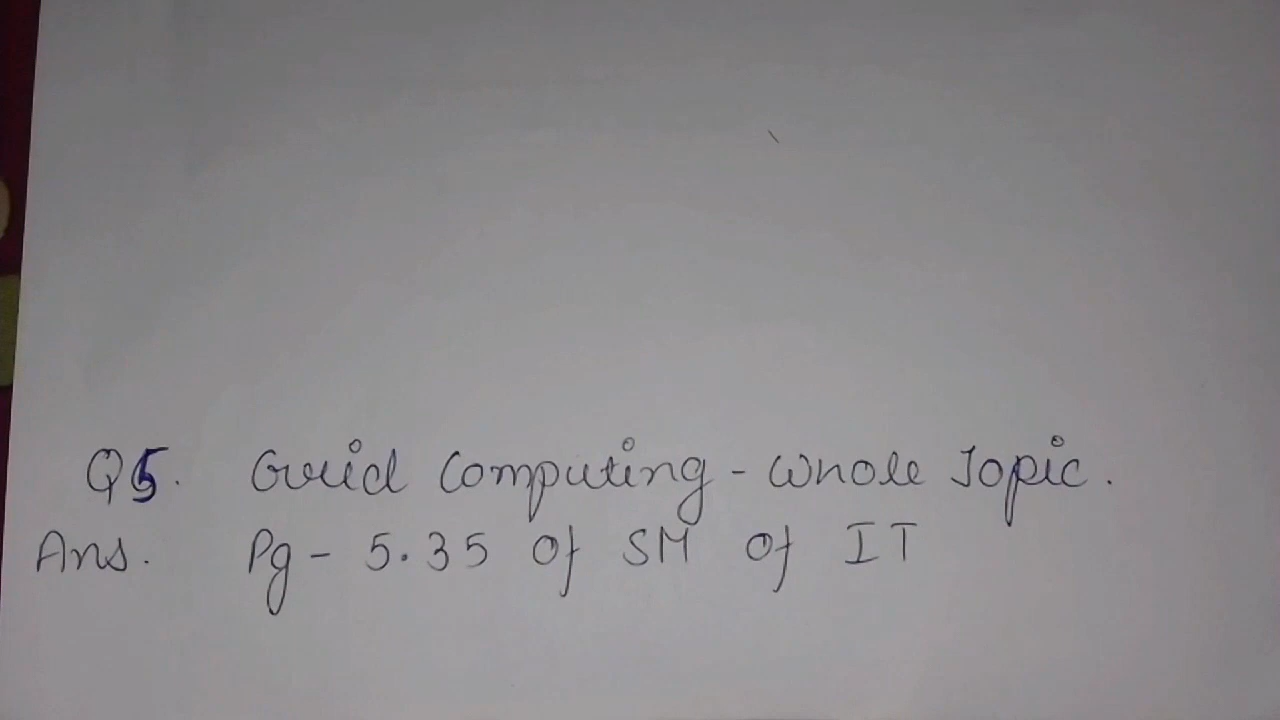 Q5. Grid Computing - Whole Topic.
Ans. Pg - 5.35 of SM of IT